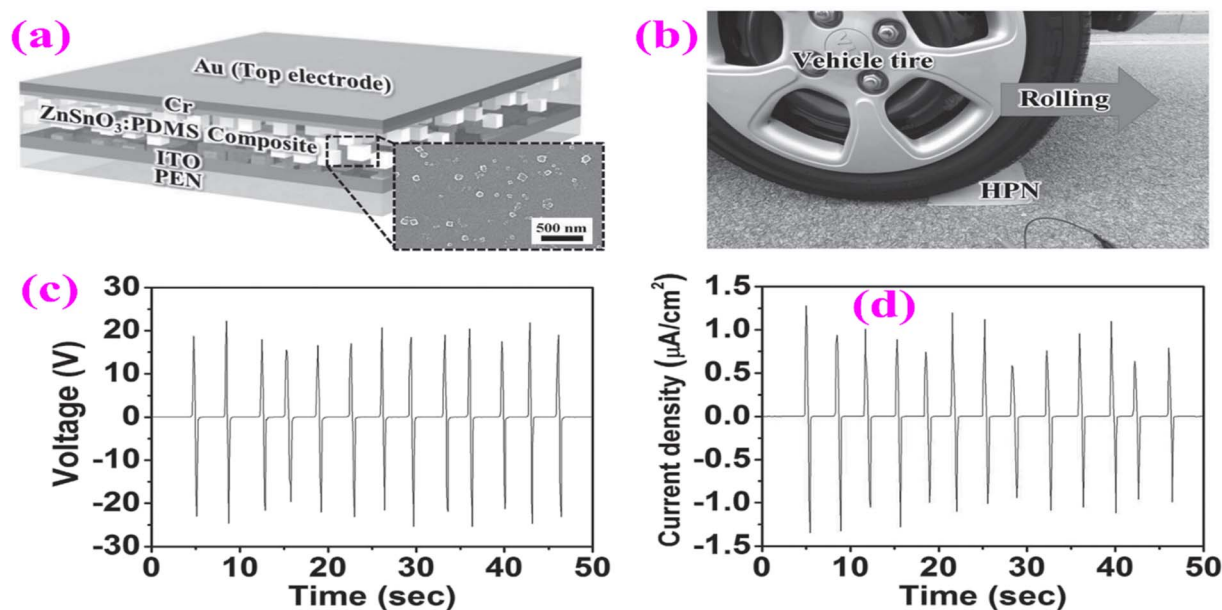 (a)
Au (Top electrode)
Cr
ZnSnO₃:PDMS Composite
ITO
PEN
500 nm
(b)
Vehicle tire
Rolling
HPN
(c)
30
20
10
0
-10
-20
-30
Voltage (V)
0 10 20 30 40 50
Time (sec)
(d)
1.5
1.0
0.5
0.0
-0.5
-1.0
-1.5
Current density (μA/cm²)
0 10 20 30 40 50
Time (sec)